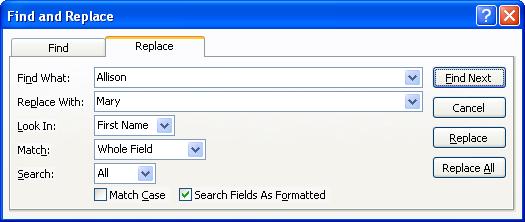 Find and Replace
Find Replace
Find What: Allison Find Next
Replace With: Mary Cancel
Look In: First Name Replace
Match: Whole Field Replace All
Search: All
Match Case Search Fields As Formatted